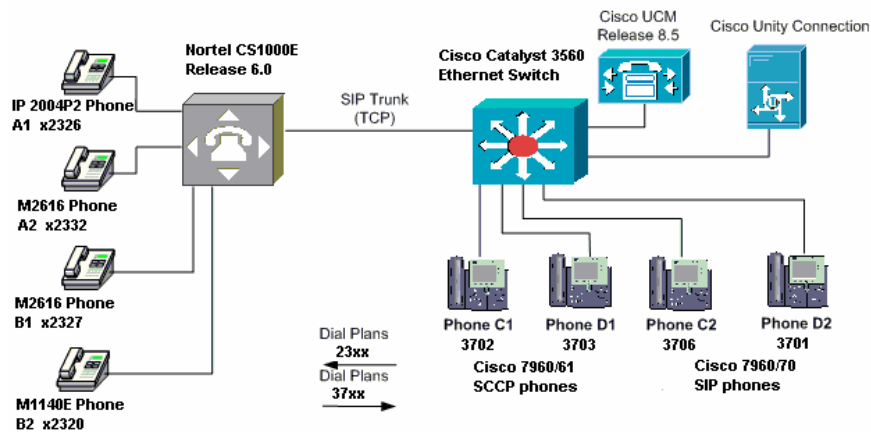 Nortel CS1000E
Release 6.0
IP 2004P2 Phone
A1 x2326
M2616 Phone
A2 x2332
M2616 Phone
B1 x2327
M1140E Phone
B2 x2320
SIP Trunk
(TCP)
Cisco Catalyst 3560
Ethernet Switch
Cisco UCM
Release 8.5
Cisco Unity Connection
U
Phone C1
3702
Phone D1
3703
Phone C2
3706
Phone D2
3701
Cisco 7960/61
SCCP phones
Cisco 7960/70
SIP phones
Dial Plans
23xx
Dial Plans
37xx